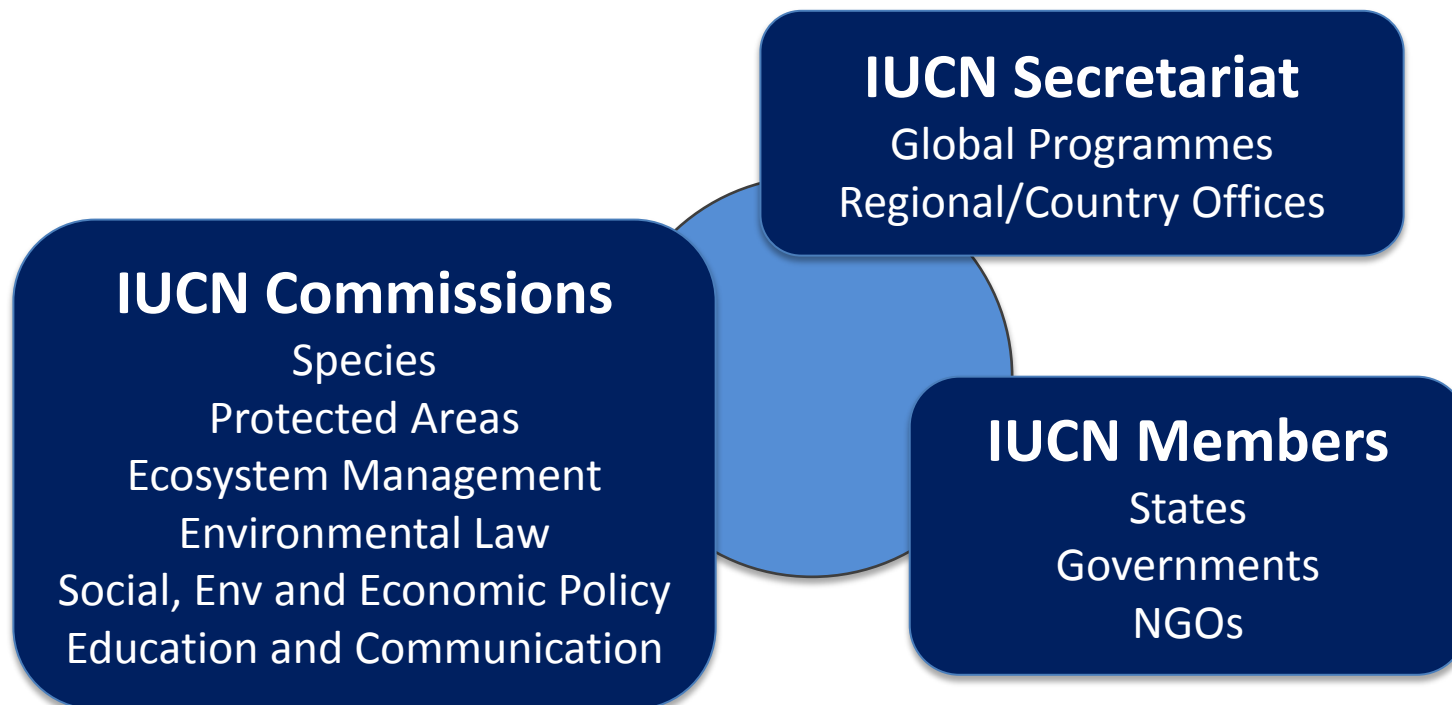 IUCN Secretariat
Global Programmes
Regional/Country Offices
IUCN Commissions
Species
Protected Areas
Ecosystem Management
Environmental Law
Social, Env and Economic Policy
Education and Communication
IUCN Members
States
Governments
NGOs